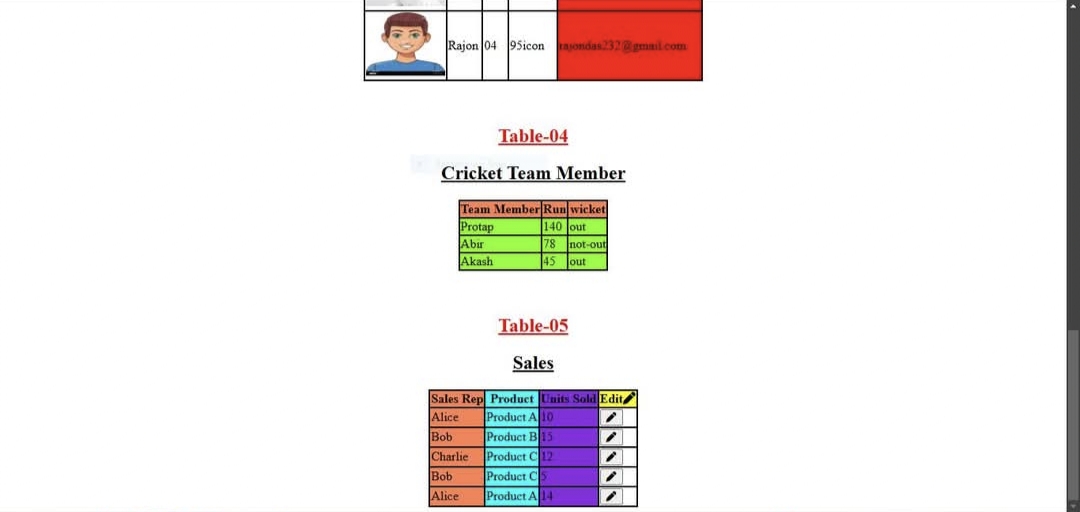 Rajon 04 95icon rajondas232@gmail.com
Table-04
Cricket Team Member
Team Member Run wicket
Protap 140 out
Abir 78 not-out
Akash 45 out
Table-05
Sales
Sales Rep Product Units Sold Edit
Alice Product A 10
Bob Product B 15
Charlie Product C 12
Bob Product C 5
Alice Product A 14